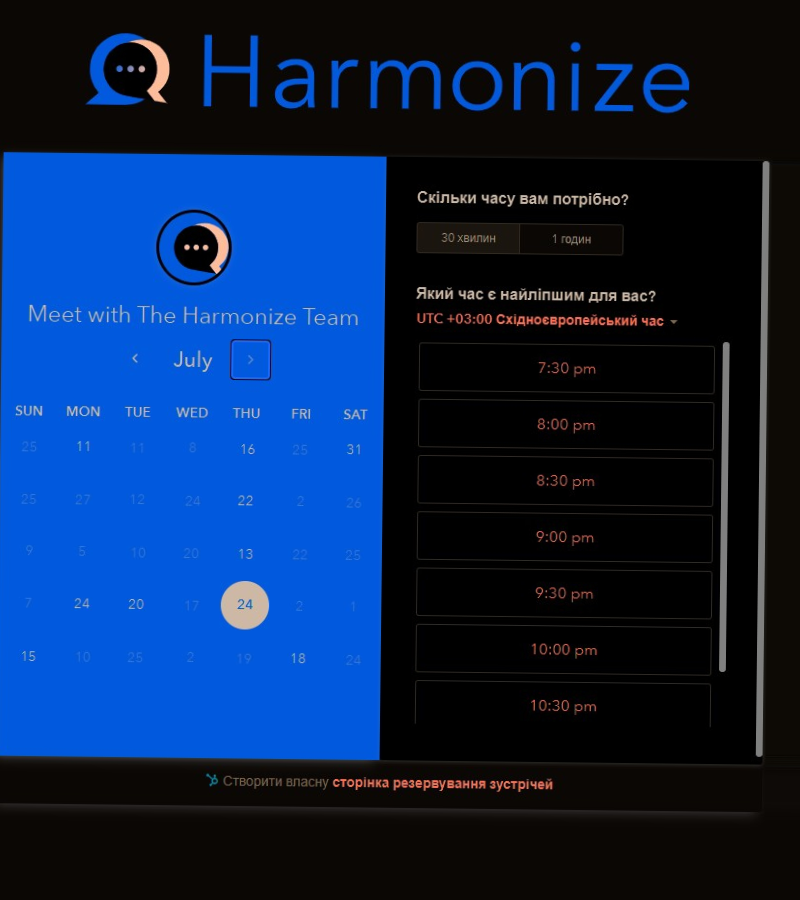 Harmonize
Meet with The Harmonize Team
July
SUN MON TUE WED THU FRI SAT
25 11 11 8 16 25 31
25 27 12 24 22 2 26
9 5 10 20 13 22 25
7 24 20 17 24 2 1
15 10 25 2 19 18 24
Скільки часу вам потрібно?
30 хвилин 1 годин
Який час є найліпшим для вас?
UTC +03:00 Східноєвропейський час
7:30 pm
8:00 pm
8:30 pm
9:00 pm
9:30 pm
10:00 pm
10:30 pm
Створити власну сторінка резервування зустрічей